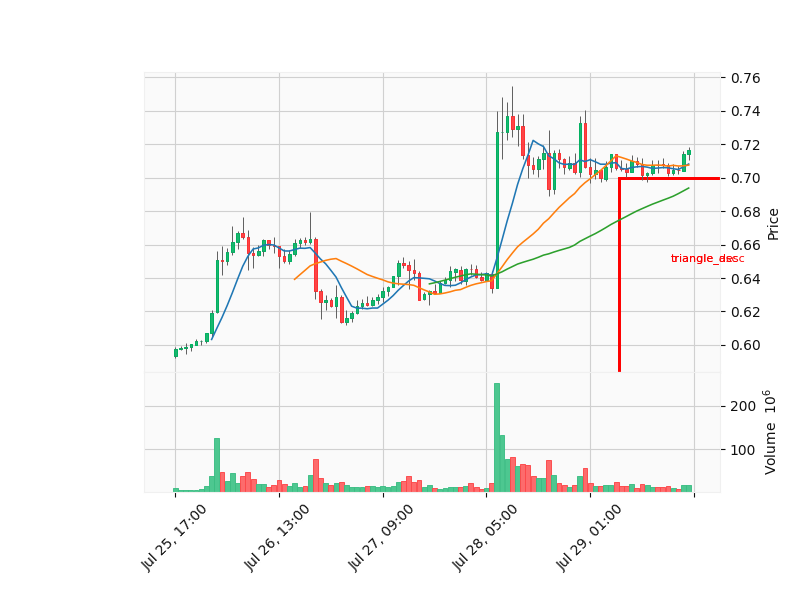 0.76
0.74
0.72
0.70
0.68
0.66
0.64
0.62
0.60
Price
200
100
Volume 10^6
Jul 25, 17:00
Jul 26, 13:00
Jul 27, 09:00
Jul 28, 05:00
Jul 29, 01:00